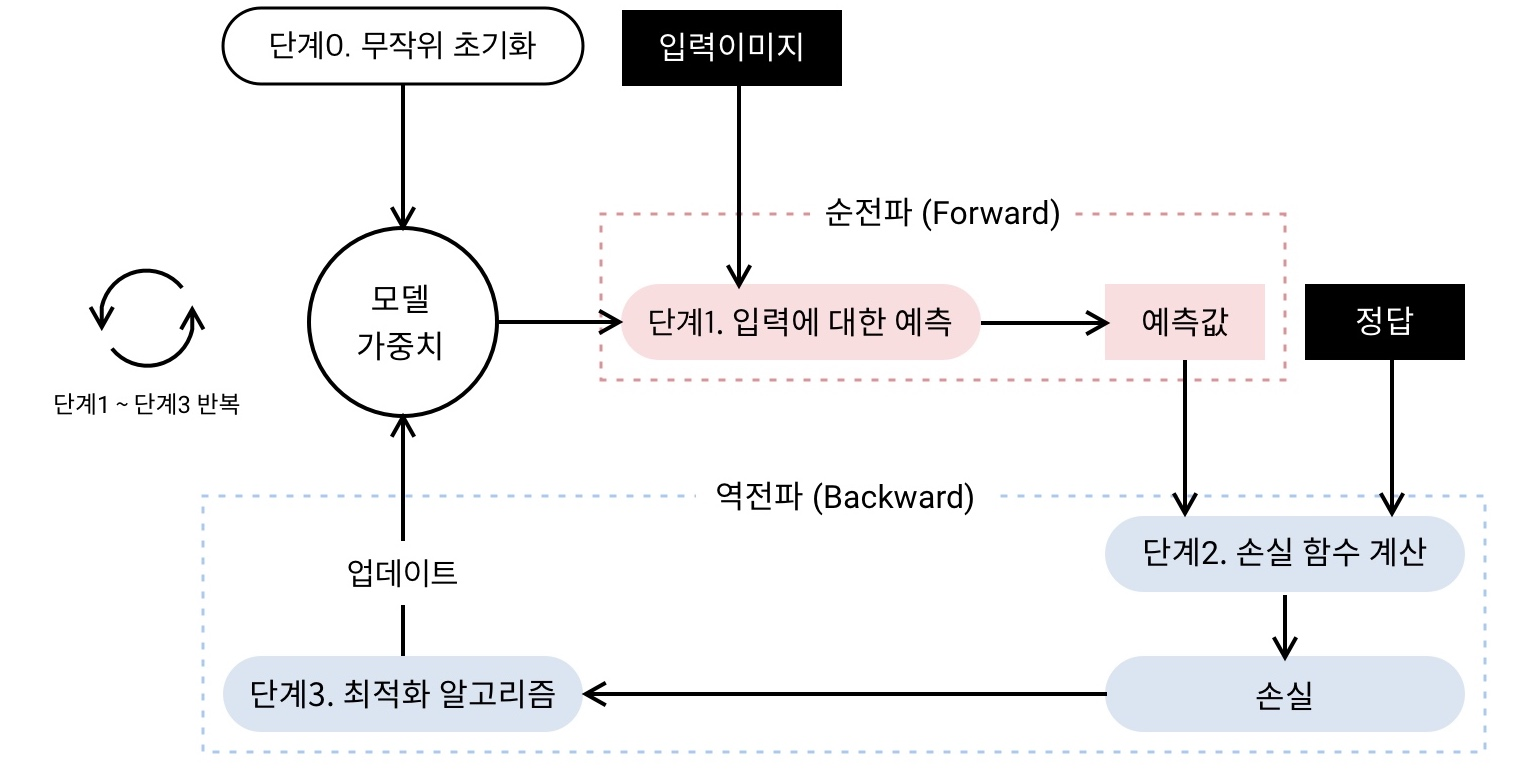 단계0. 무작위 초기화
입력이미지
순전파 (Forward)
모델
가중치
단계1. 입력에 대한 예측
예측값
정답
단계1 ~ 단계3 반복
역전파 (Backward)
단계2. 손실 함수 계산
업데이트
단계3. 최적화 알고리즘
손실